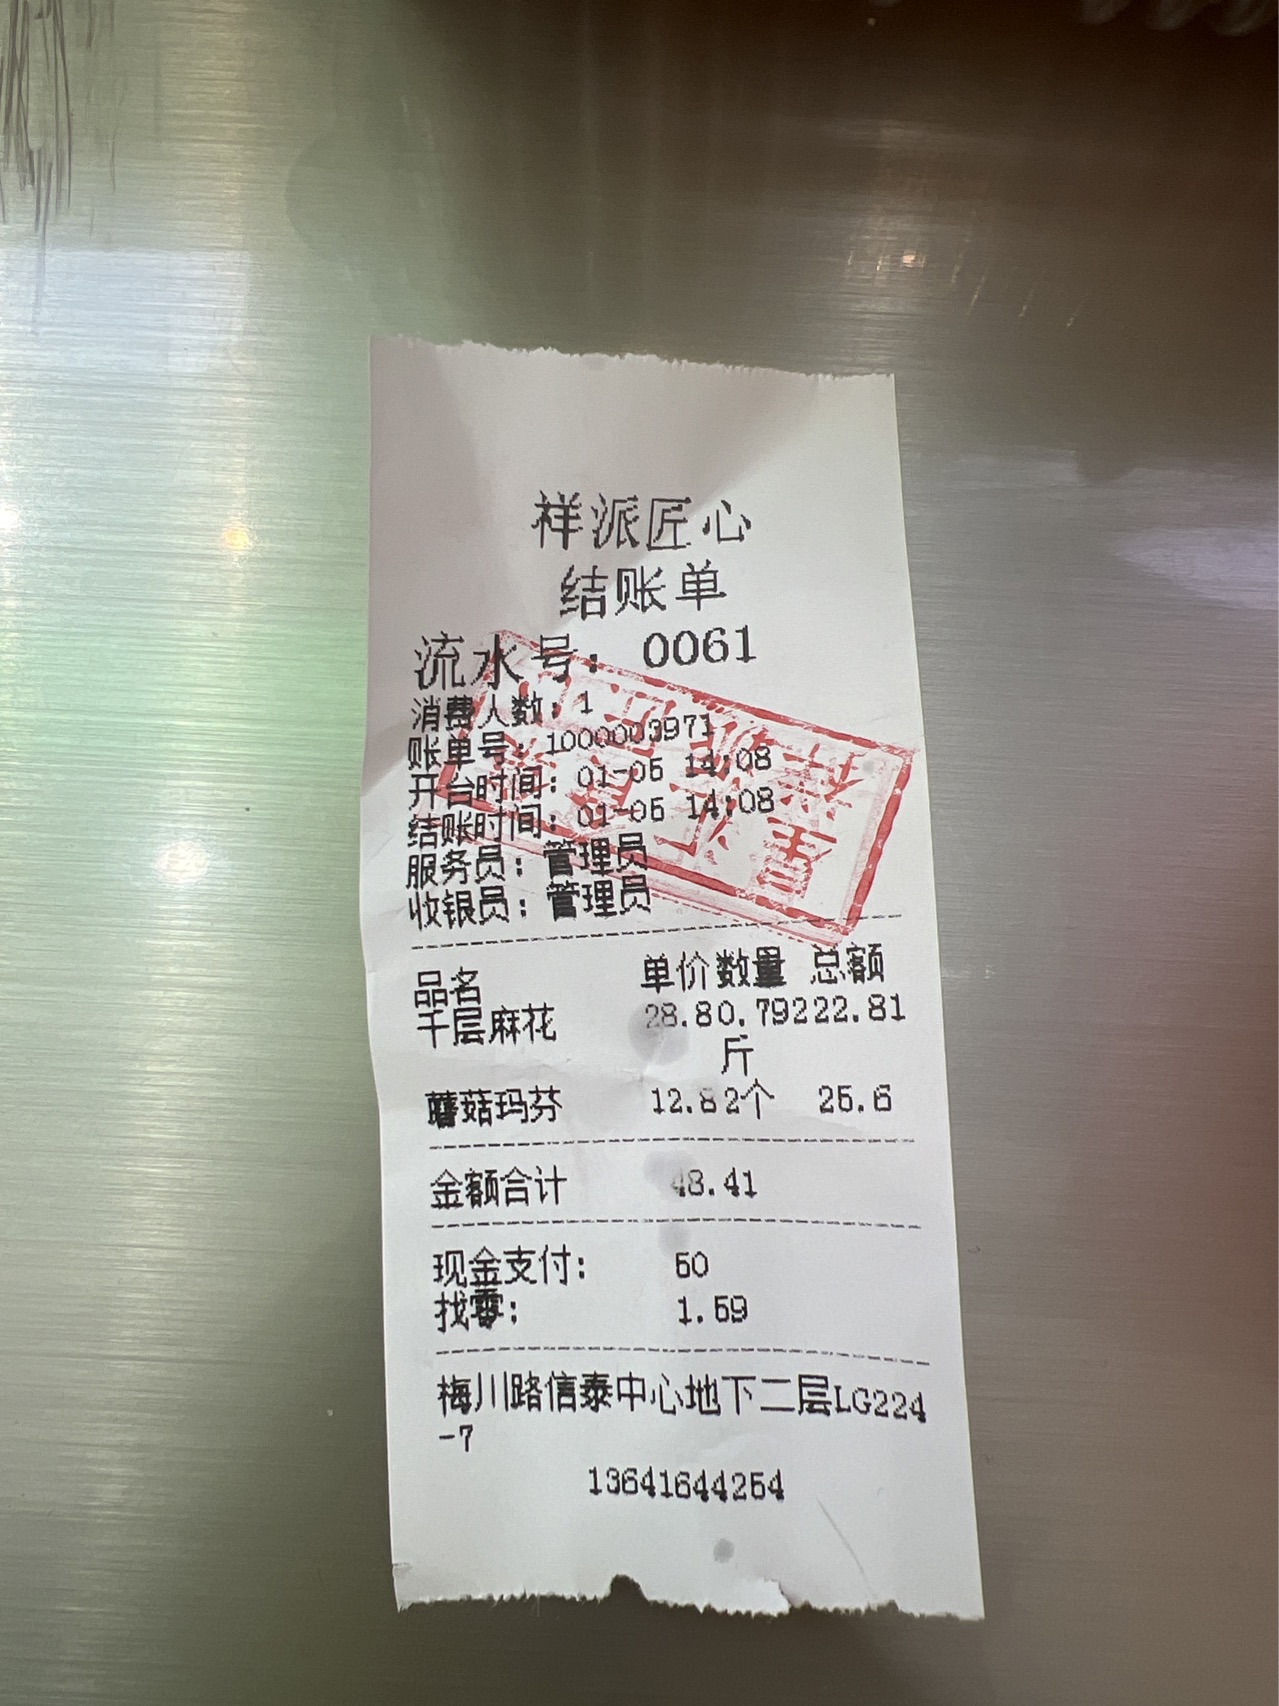 祥派匠心
结账单
流水号: 0061
消费人数: 1
账单号: 1000003971
开台时间: 01-05 14:08
结账时间: 01-05 14:08
服务员: 管理员
收银员: 管理员
品名 单价数量 总额
千层麻花 28.80.79222.81
斤
蘑菇玛芬 12.82个 25.6
金额合计 48.41
现金支付: 50
找零: 1.59
梅川路信泰中心地下二层LG224
-7
13641644254